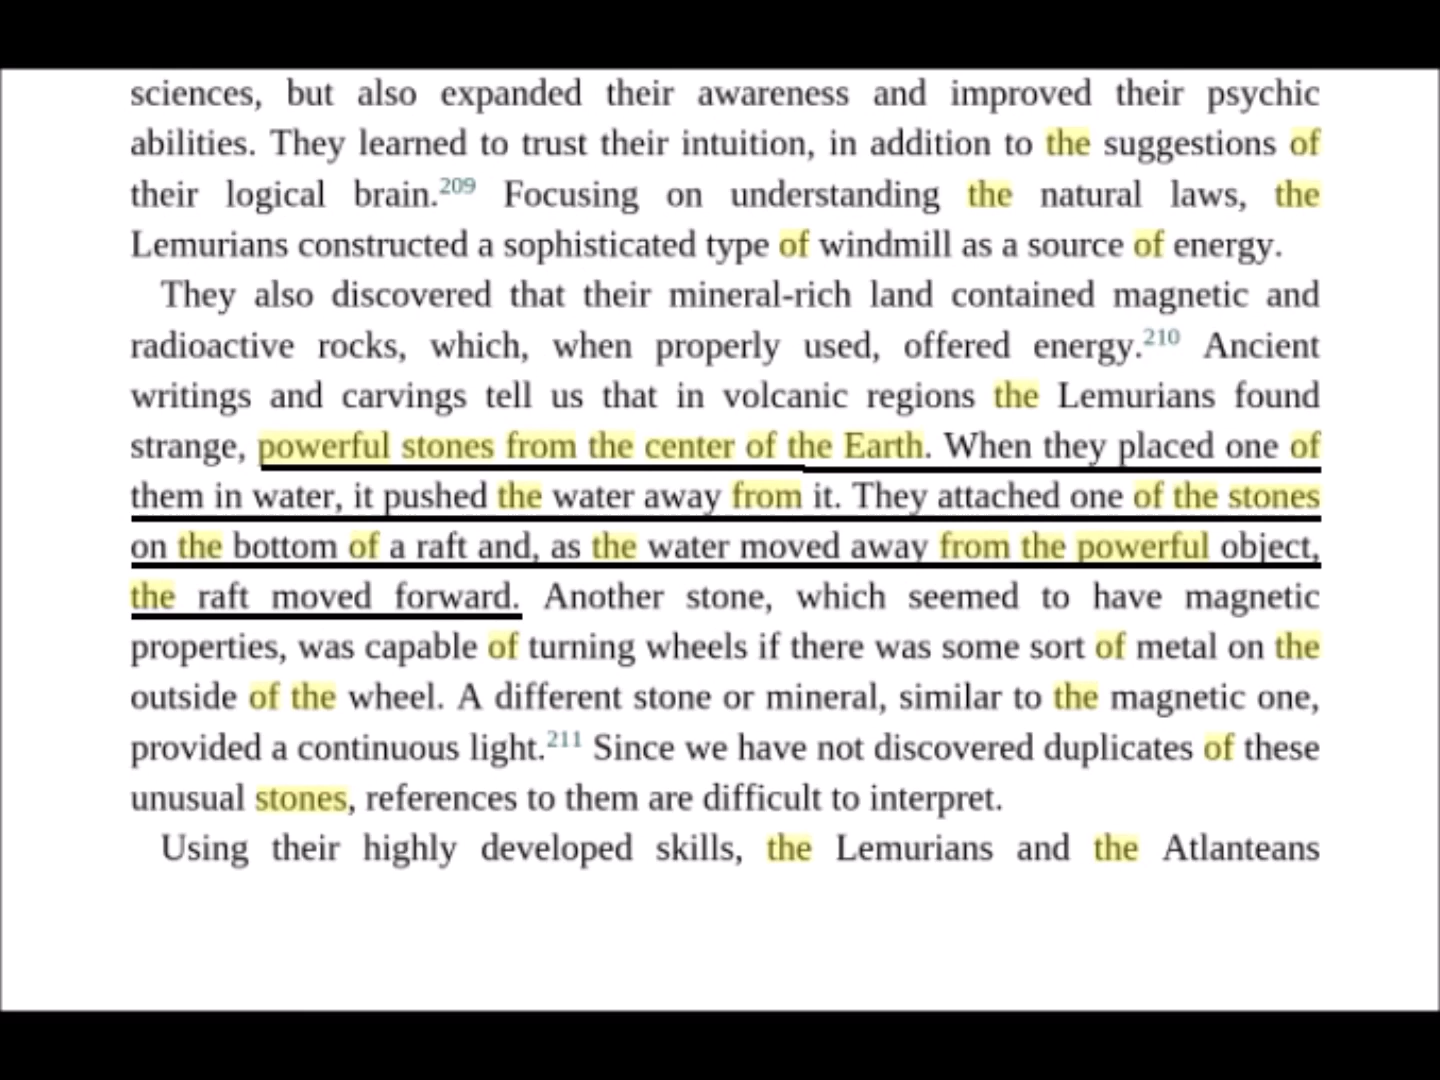 sciences, but also expanded their awareness and improved their psychic
abilities. They learned to trust their intuition, in addition to the suggestions of
their logical brain.209 Focusing on understanding the natural laws, the
Lemurians constructed a sophisticated type of windmill as a source of energy.
They also discovered that their mineral-rich land contained magnetic and
radioactive rocks, which, when properly used, offered energy.210 Ancient
writings and carvings tell us that in volcanic regions the Lemurians found
strange, powerful stones from the center of the Earth. When they placed one of
them in water, it pushed the water away from it. They attached one of the stones
on the bottom of a raft and, as the water moved away from the powerful object,
the raft moved forward. Another stone, which seemed to have magnetic
properties, was capable of turning wheels if there was some sort of metal on the
outside of the wheel. A different stone or mineral, similar to the magnetic one,
provided a continuous light.211 Since we have not discovered duplicates of these
unusual stones, references to them are difficult to interpret.
Using their highly developed skills, the Lemurians and the Atlanteans